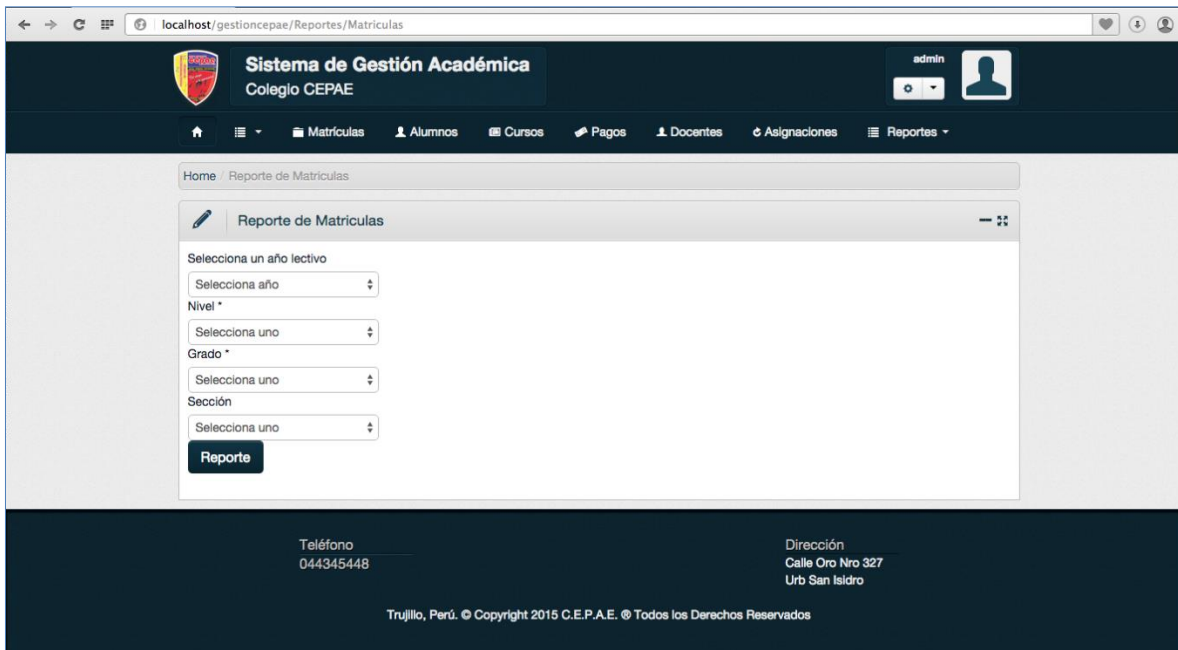 localhost/gestioncepae/Reportes/Matriculas
cepae
Sistema de Gestión Académica
Colegio CEPAE
admin
Matrículas Alumnos Cursos Pagos Docentes Asignaciones Reportes
Home / Reporte de Matriculas
Reporte de Matriculas
Selecciona un año lectivo
Selecciona año
Nivel *
Selecciona uno
Grado *
Selecciona uno
Sección
Selecciona uno
Reporte
Teléfono
044345448
Dirección
Calle Oro Nro 327
Urb San Isidro
Trujillo, Perú. © Copyright 2015 C.E.P.A.E. ® Todos los Derechos Reservados